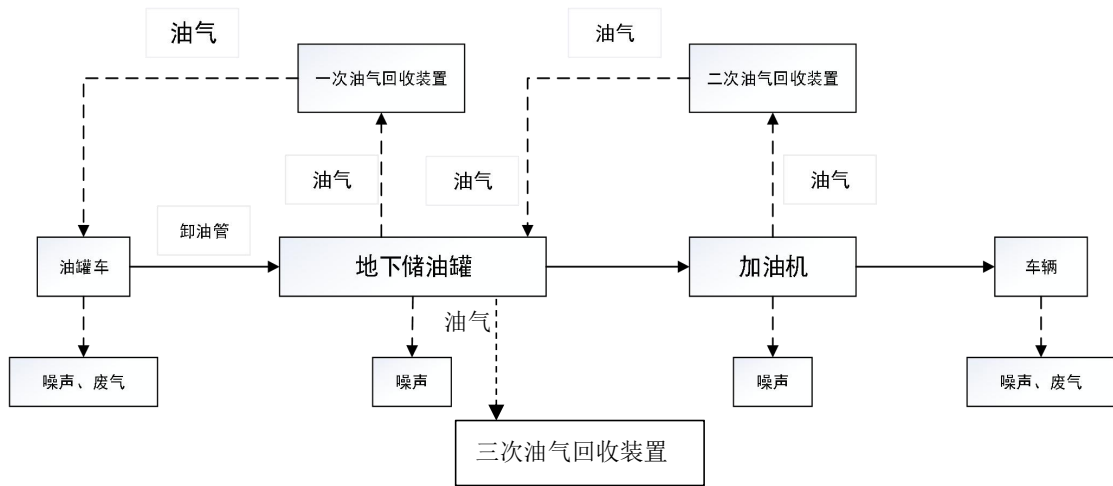 油气
油气
一次油气回收装置
二次油气回收装置
油气
油气
油气
卸油管
油罐车
地下储油罐
加油机
车辆
油气
噪声、废气
噪声
噪声
噪声、废气
三次油气回收装置